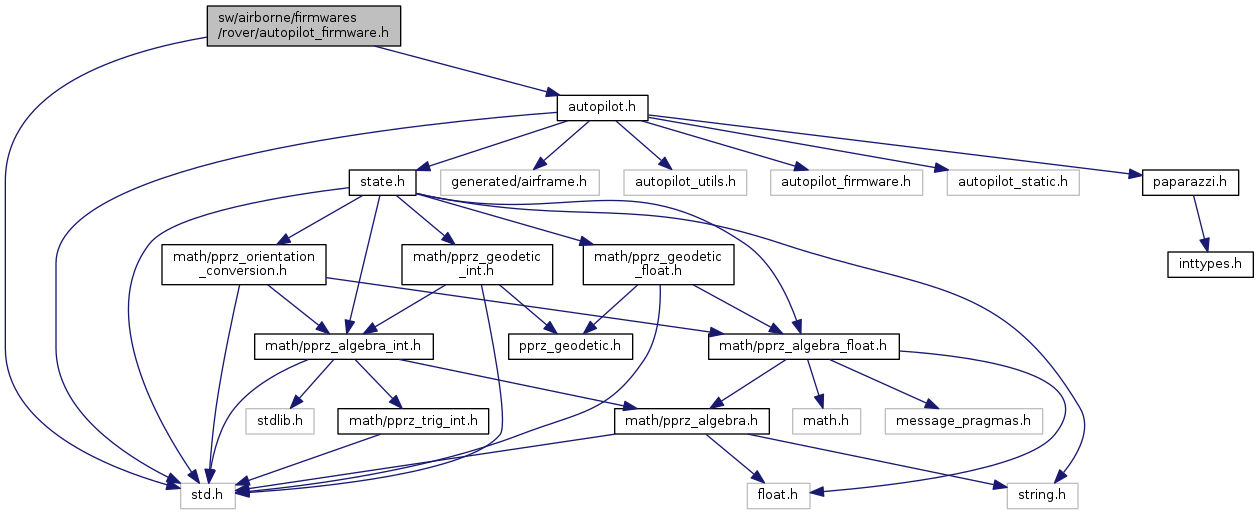 sw/airborne/firmwares
/rover/autopilot_firmware.h
autopilot.h
state.h
generated/airframe.h
autopilot_utils.h
autopilot_firmware.h
autopilot_static.h
paparazzi.h
math/pprz_orientation
_conversion.h
math/pprz_geodetic
_int.h
math/pprz_geodetic
_float.h
inttypes.h
math/pprz_algebra_int.h
pprz_geodetic.h
math/pprz_algebra_float.h
stdlib.h
math/pprz_trig_int.h
math/pprz_algebra.h
math.h
message_pragmas.h
std.h
float.h
string.h